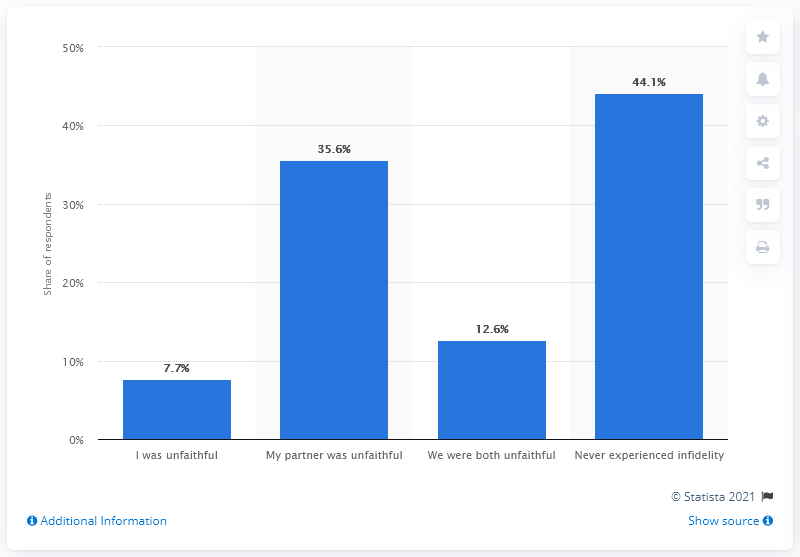 50%
44.1%
40%
35.6%
30%
Share of respondents
20%
12.6%
10%
7.7%
0%
I was unfaithful
My partner was unfaithful
We were both unfaithful
Never experienced infidelity
© Statista 2021
Additional Information
Show source